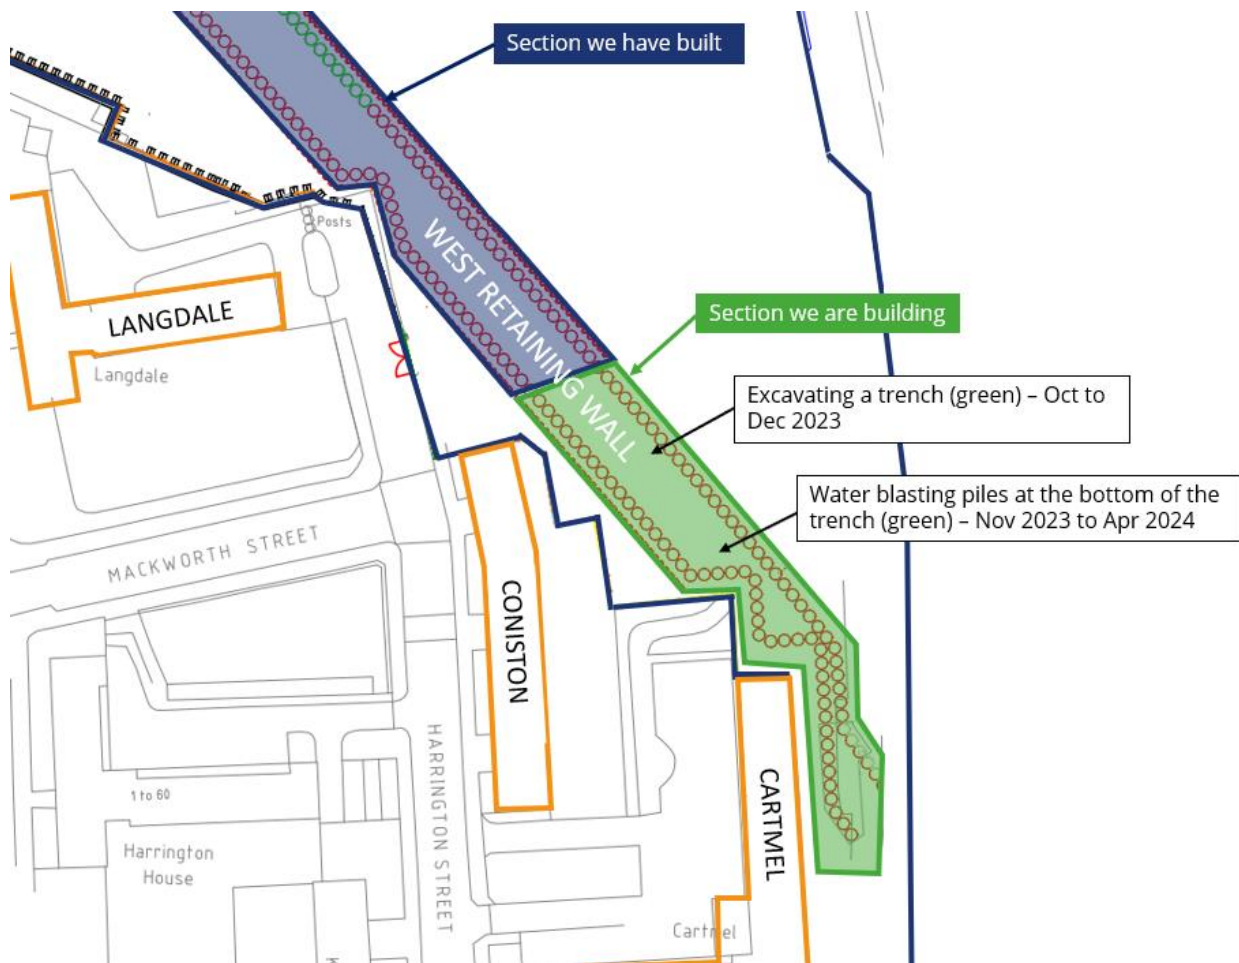 Section we have built
Posts
WEST RETAINING WALL
LANGDALE
Langdale
Section we are building
Excavating a trench (green) – Oct to
Dec 2023
Water blasting piles at the bottom of the
trench (green) – Nov 2023 to Apr 2024
MACKWORTH STREET
CONISTON
HARRINGTON STREET
CARTMEL
1 to 60
Harrington
House
Cartmel